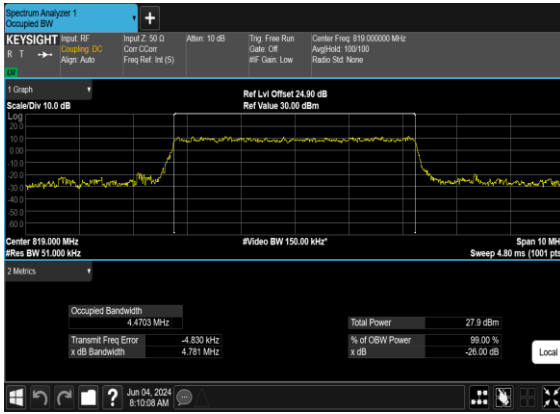 Spectrum Analyzer 1
Occupied BW
+
KEYSIGHT
R T
LXI
Input: RF
Coupling: DC
Align: Auto
Input Z: 50 Ω
Corr CCorr
Freq Ref: Int (S)
Atten: 10 dB
Trig: Free Run
Gate: Off
#IF Gain: Low
Center Freq: 819.000000 MHz
Avg|Hold: 100/100
Radio Std: None
1 Graph
Scale/Div 10.0 dB
Ref Lvl Offset 24.90 dB
Ref Value 30.00 dBm
Log
20.0
10.0
0.00
-10.0
-20.0
-30.0
-40.0
-50.0
-60.0
Center 819.000 MHz
#Res BW 51.000 kHz
#Video BW 150.00 kHz*
Span 10 MH
Sweep 4.80 ms (1001 pts
2 Metrics
Occupied Bandwidth
4.4703 MHz
Transmit Freq Error -4.830 kHz
x dB Bandwidth 4.781 MHz
Total Power 27.9 dBm
% of OBW Power 99.00 %
x dB -26.00 dB
Local
?
Jun 04, 2024
8:10:08 AM